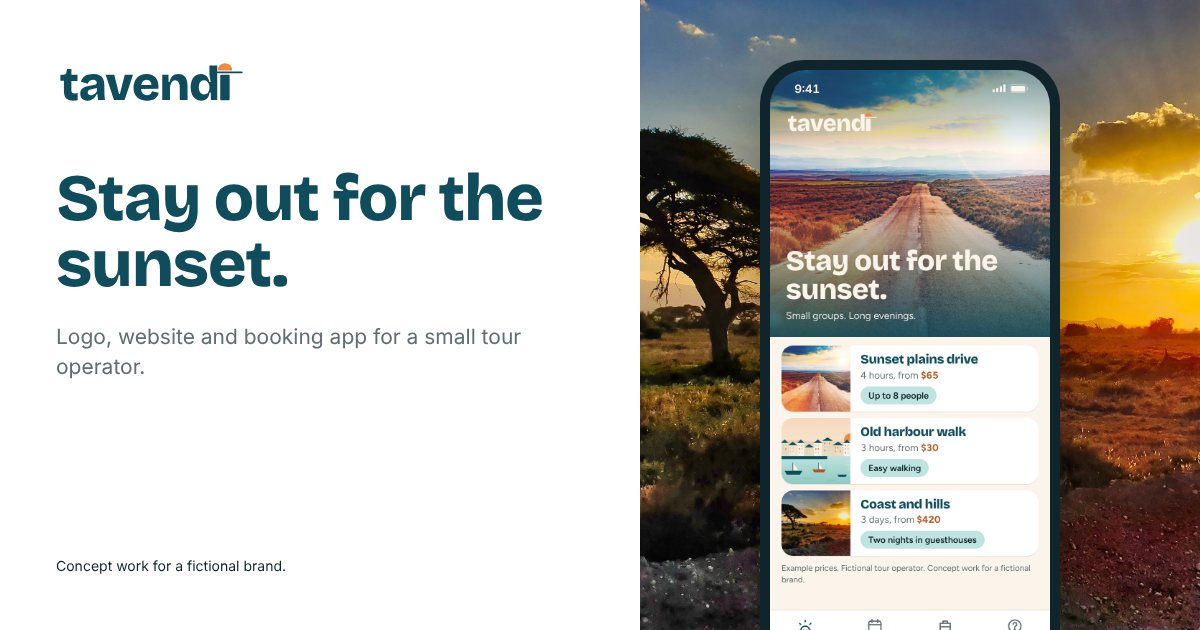 tavendi
Stay out for the
sunset.
Logo, website and booking app for a small tour
operator.
Concept work for a fictional brand.
9:41
tavendi
Stay out for the
sunset.
Small groups. Long evenings.
Sunset plains drive
4 hours, from $65
Up to 8 people
Old harbour walk
3 hours, from $30
Easy walking
Coast and hills
3 days, from $420
Two nights in guesthouses
Example prices. Fictional tour operator. Concept work for a fictional
brand.